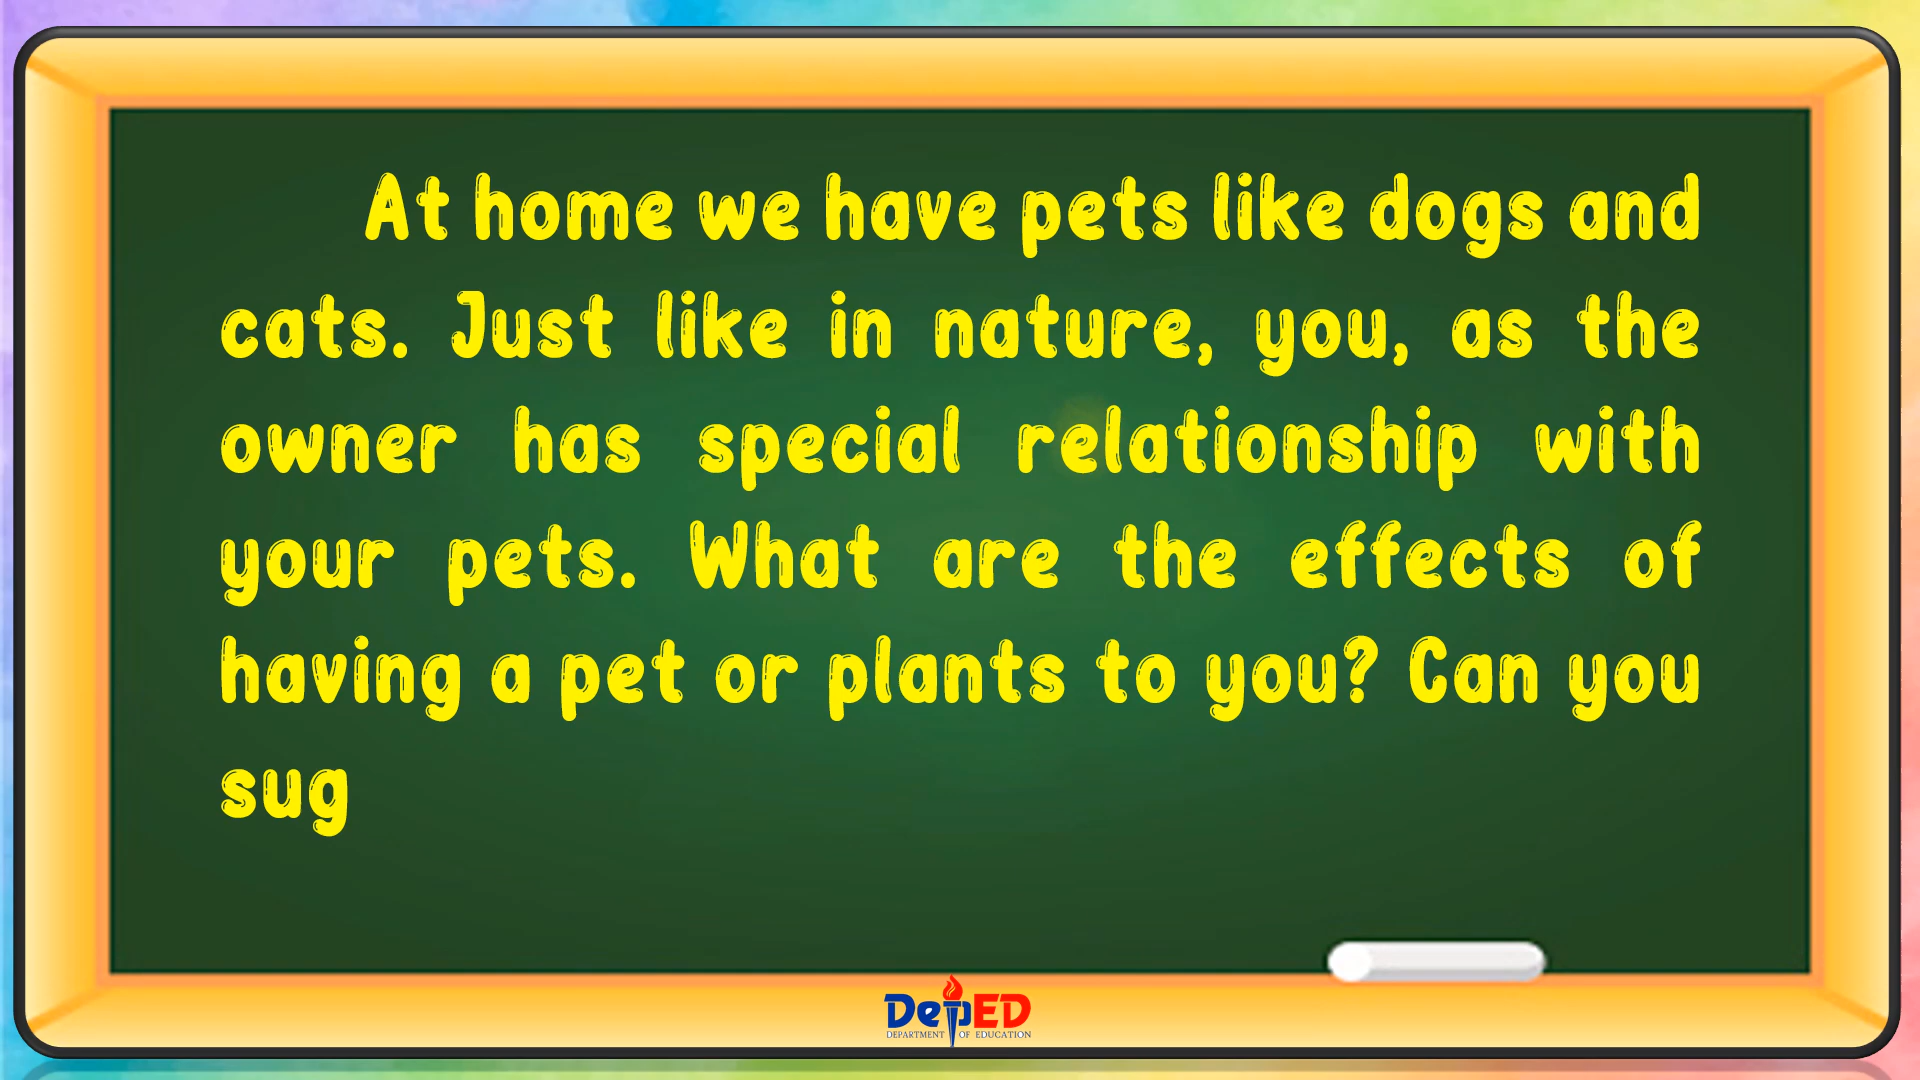 At home we have pets like dogs and
cats. Just like in nature, you, as the
owner has special relationship with
your pets. What are the effects of
having a pet or plants to you? Can you
sug
DepED
DEPARTMENT OF EDUCATION